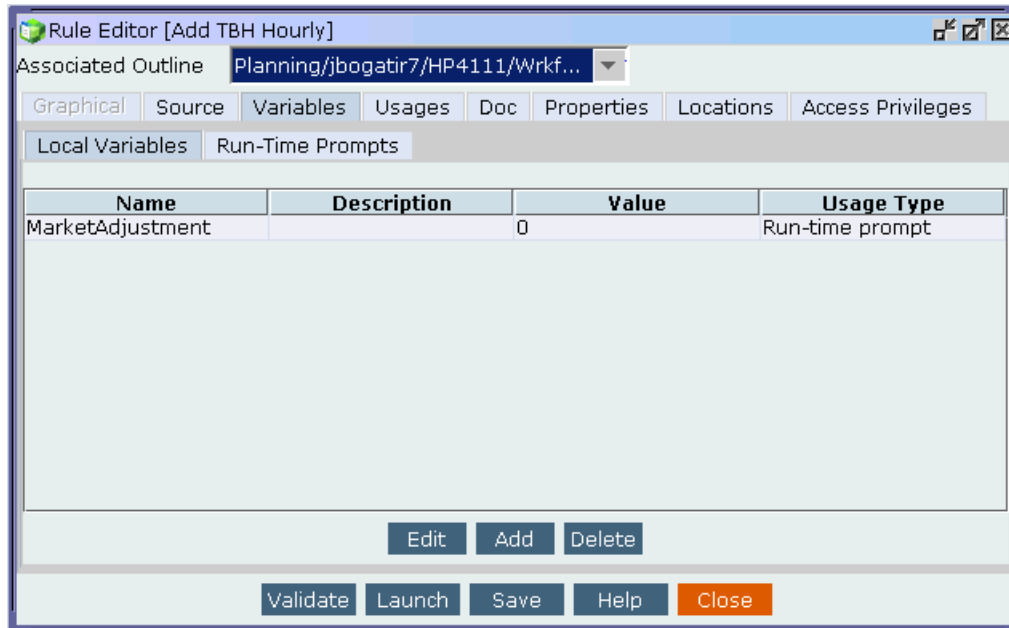 Rule Editor [Add TBH Hourly]
Associated Outline Planning/jbogatir7/HP4111/Wrkf...
Graphical Source Variables Usages Doc Properties Locations Access Privileges
Local Variables Run-Time Prompts
Name Description Value Usage Type
MarketAdjustment 0 Run-time prompt
Edit Add Delete
Validate Launch Save Help Close